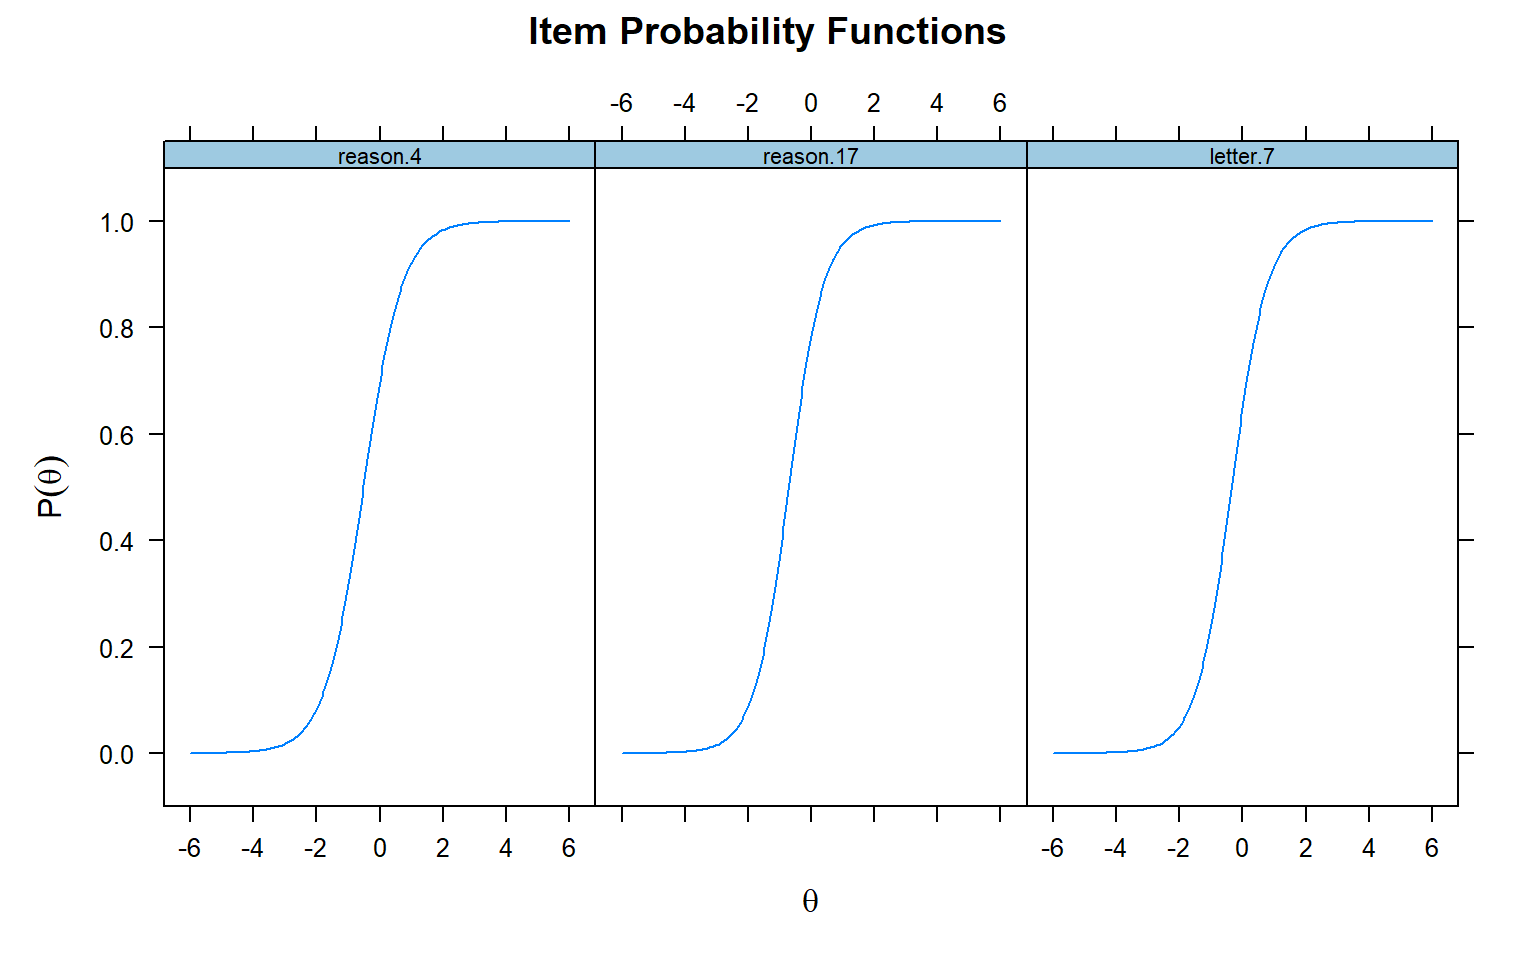 Item Probability Functions
-6 -4 -2 0 2 4 6
reason.4 reason.17 letter.7
1.0
0.8
0.6
0.4
0.2
0.0
P(θ)
-6 -4 -2 0 2 4 6 -6 -4 -2 0 2 4 6
θ